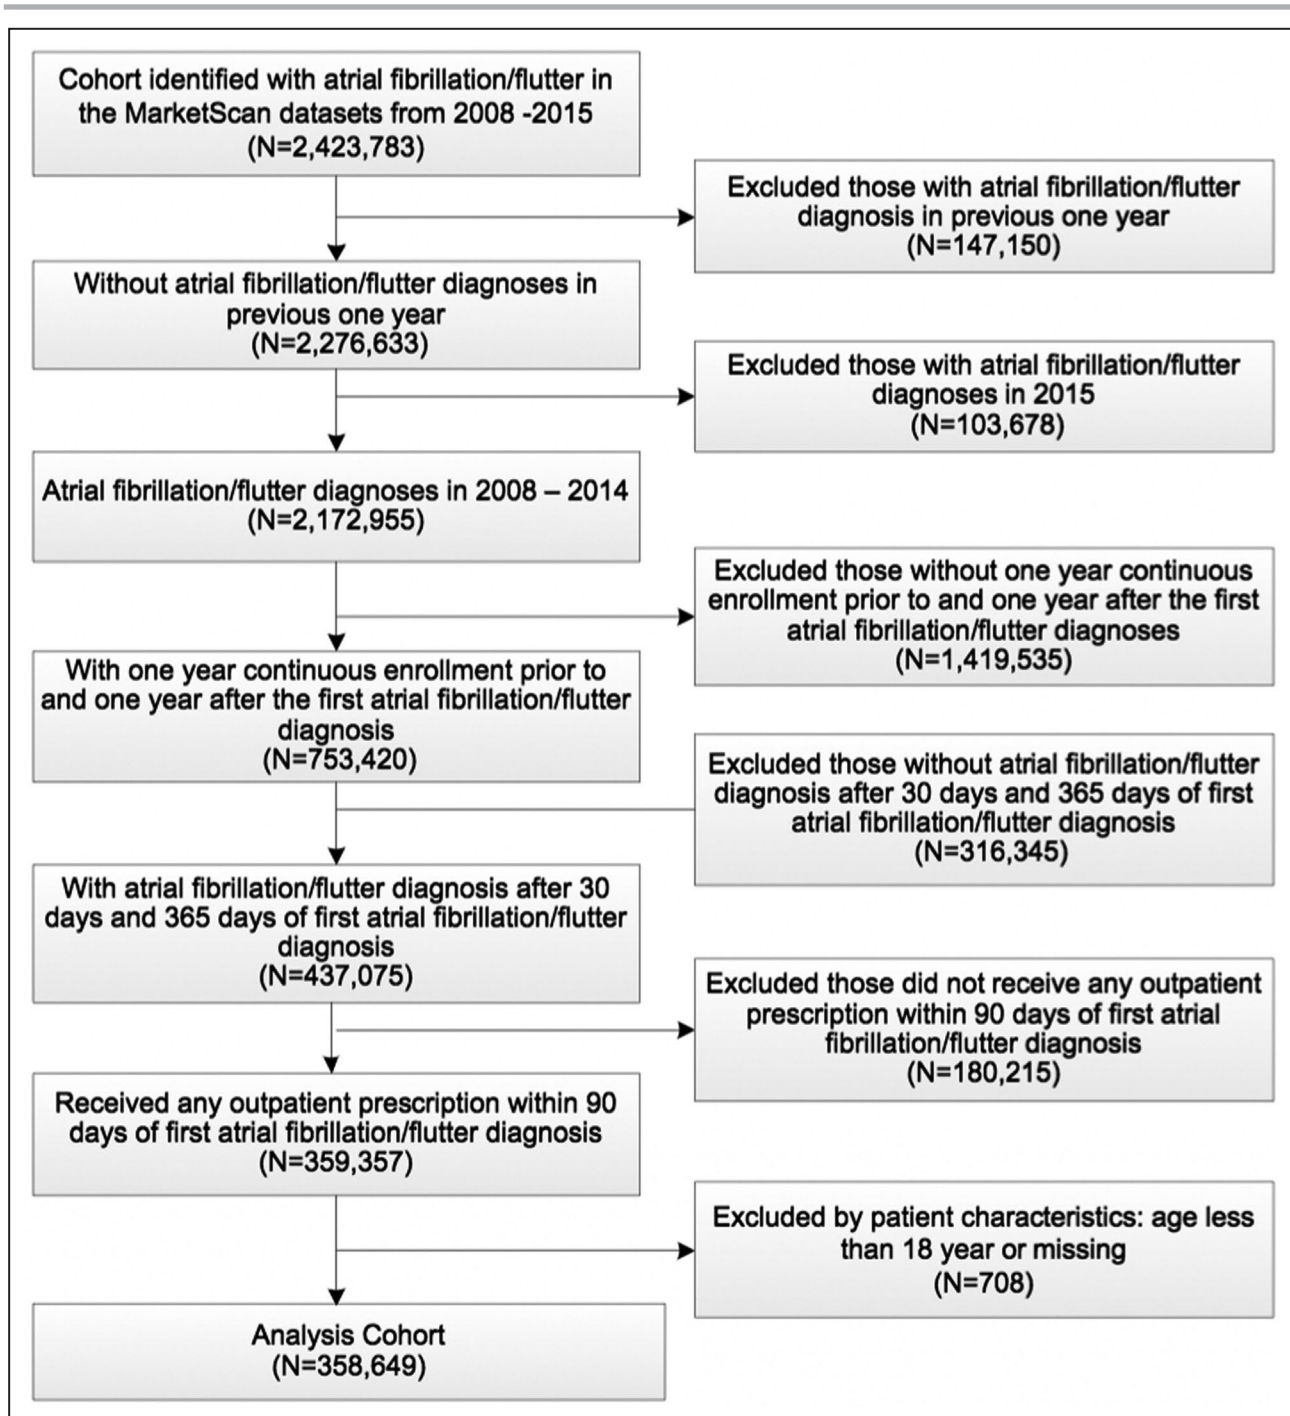 Cohort identified with atrial fibrillation/flutter in
the MarketScan datasets from 2008 -2015
(N=2,423,783)
Excluded those with atrial fibrillation/flutter
diagnosis in previous one year
(N=147,150)
Without atrial fibrillation/flutter diagnoses in
previous one year
(N=2,276,633)
Excluded those with atrial fibrillation/flutter
diagnoses in 2015
(N=103,678)
Atrial fibrillation/flutter diagnoses in 2008 – 2014
(N=2,172,955)
Excluded those without one year continuous
enrollment prior to and one year after the first
atrial fibrillation/flutter diagnoses
(N=1,419,535)
With one year continuous enrollment prior to
and one year after the first atrial fibrillation/flutter
diagnosis
(N=753,420)
Excluded those without atrial fibrillation/flutter
diagnosis after 30 days and 365 days of first
atrial fibrillation/flutter diagnosis
(N=316,345)
With atrial fibrillation/flutter diagnosis after 30
days and 365 days of first atrial fibrillation/flutter
diagnosis
(N=437,075)
Excluded those did not receive any outpatient
prescription within 90 days of first atrial
fibrillation/flutter diagnosis
(N=180,215)
Received any outpatient prescription within 90
days of first atrial fibrillation/flutter diagnosis
(N=359,357)
Excluded by patient characteristics: age less
than 18 year or missing
(N=708)
Analysis Cohort
(N=358,649)